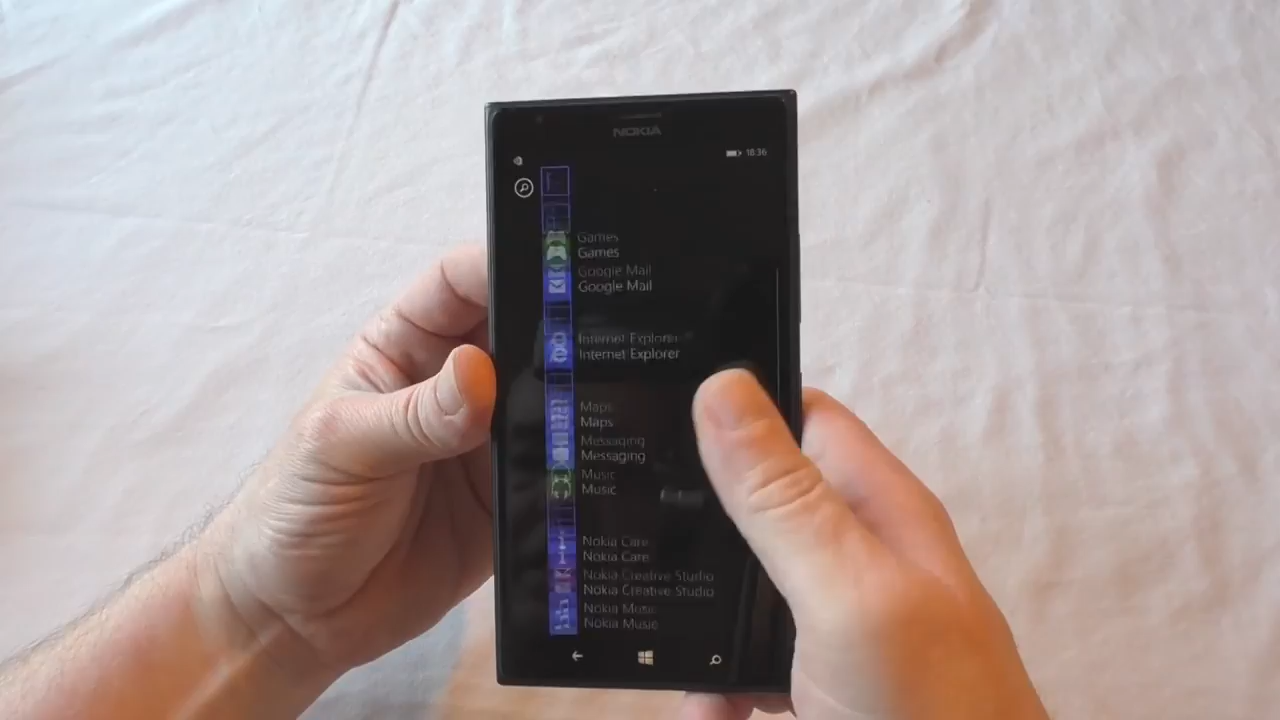 NOKIA
18:36
Games
Games
Google Mail
Google Mail
Internet Explorer
Internet Explorer
Maps
Maps
Messaging
Messaging
Music
Music
Nokia Care
Nokia Care
Nokia Creative Studio
Nokia Creative Studio
Nokia Music
Nokia Music